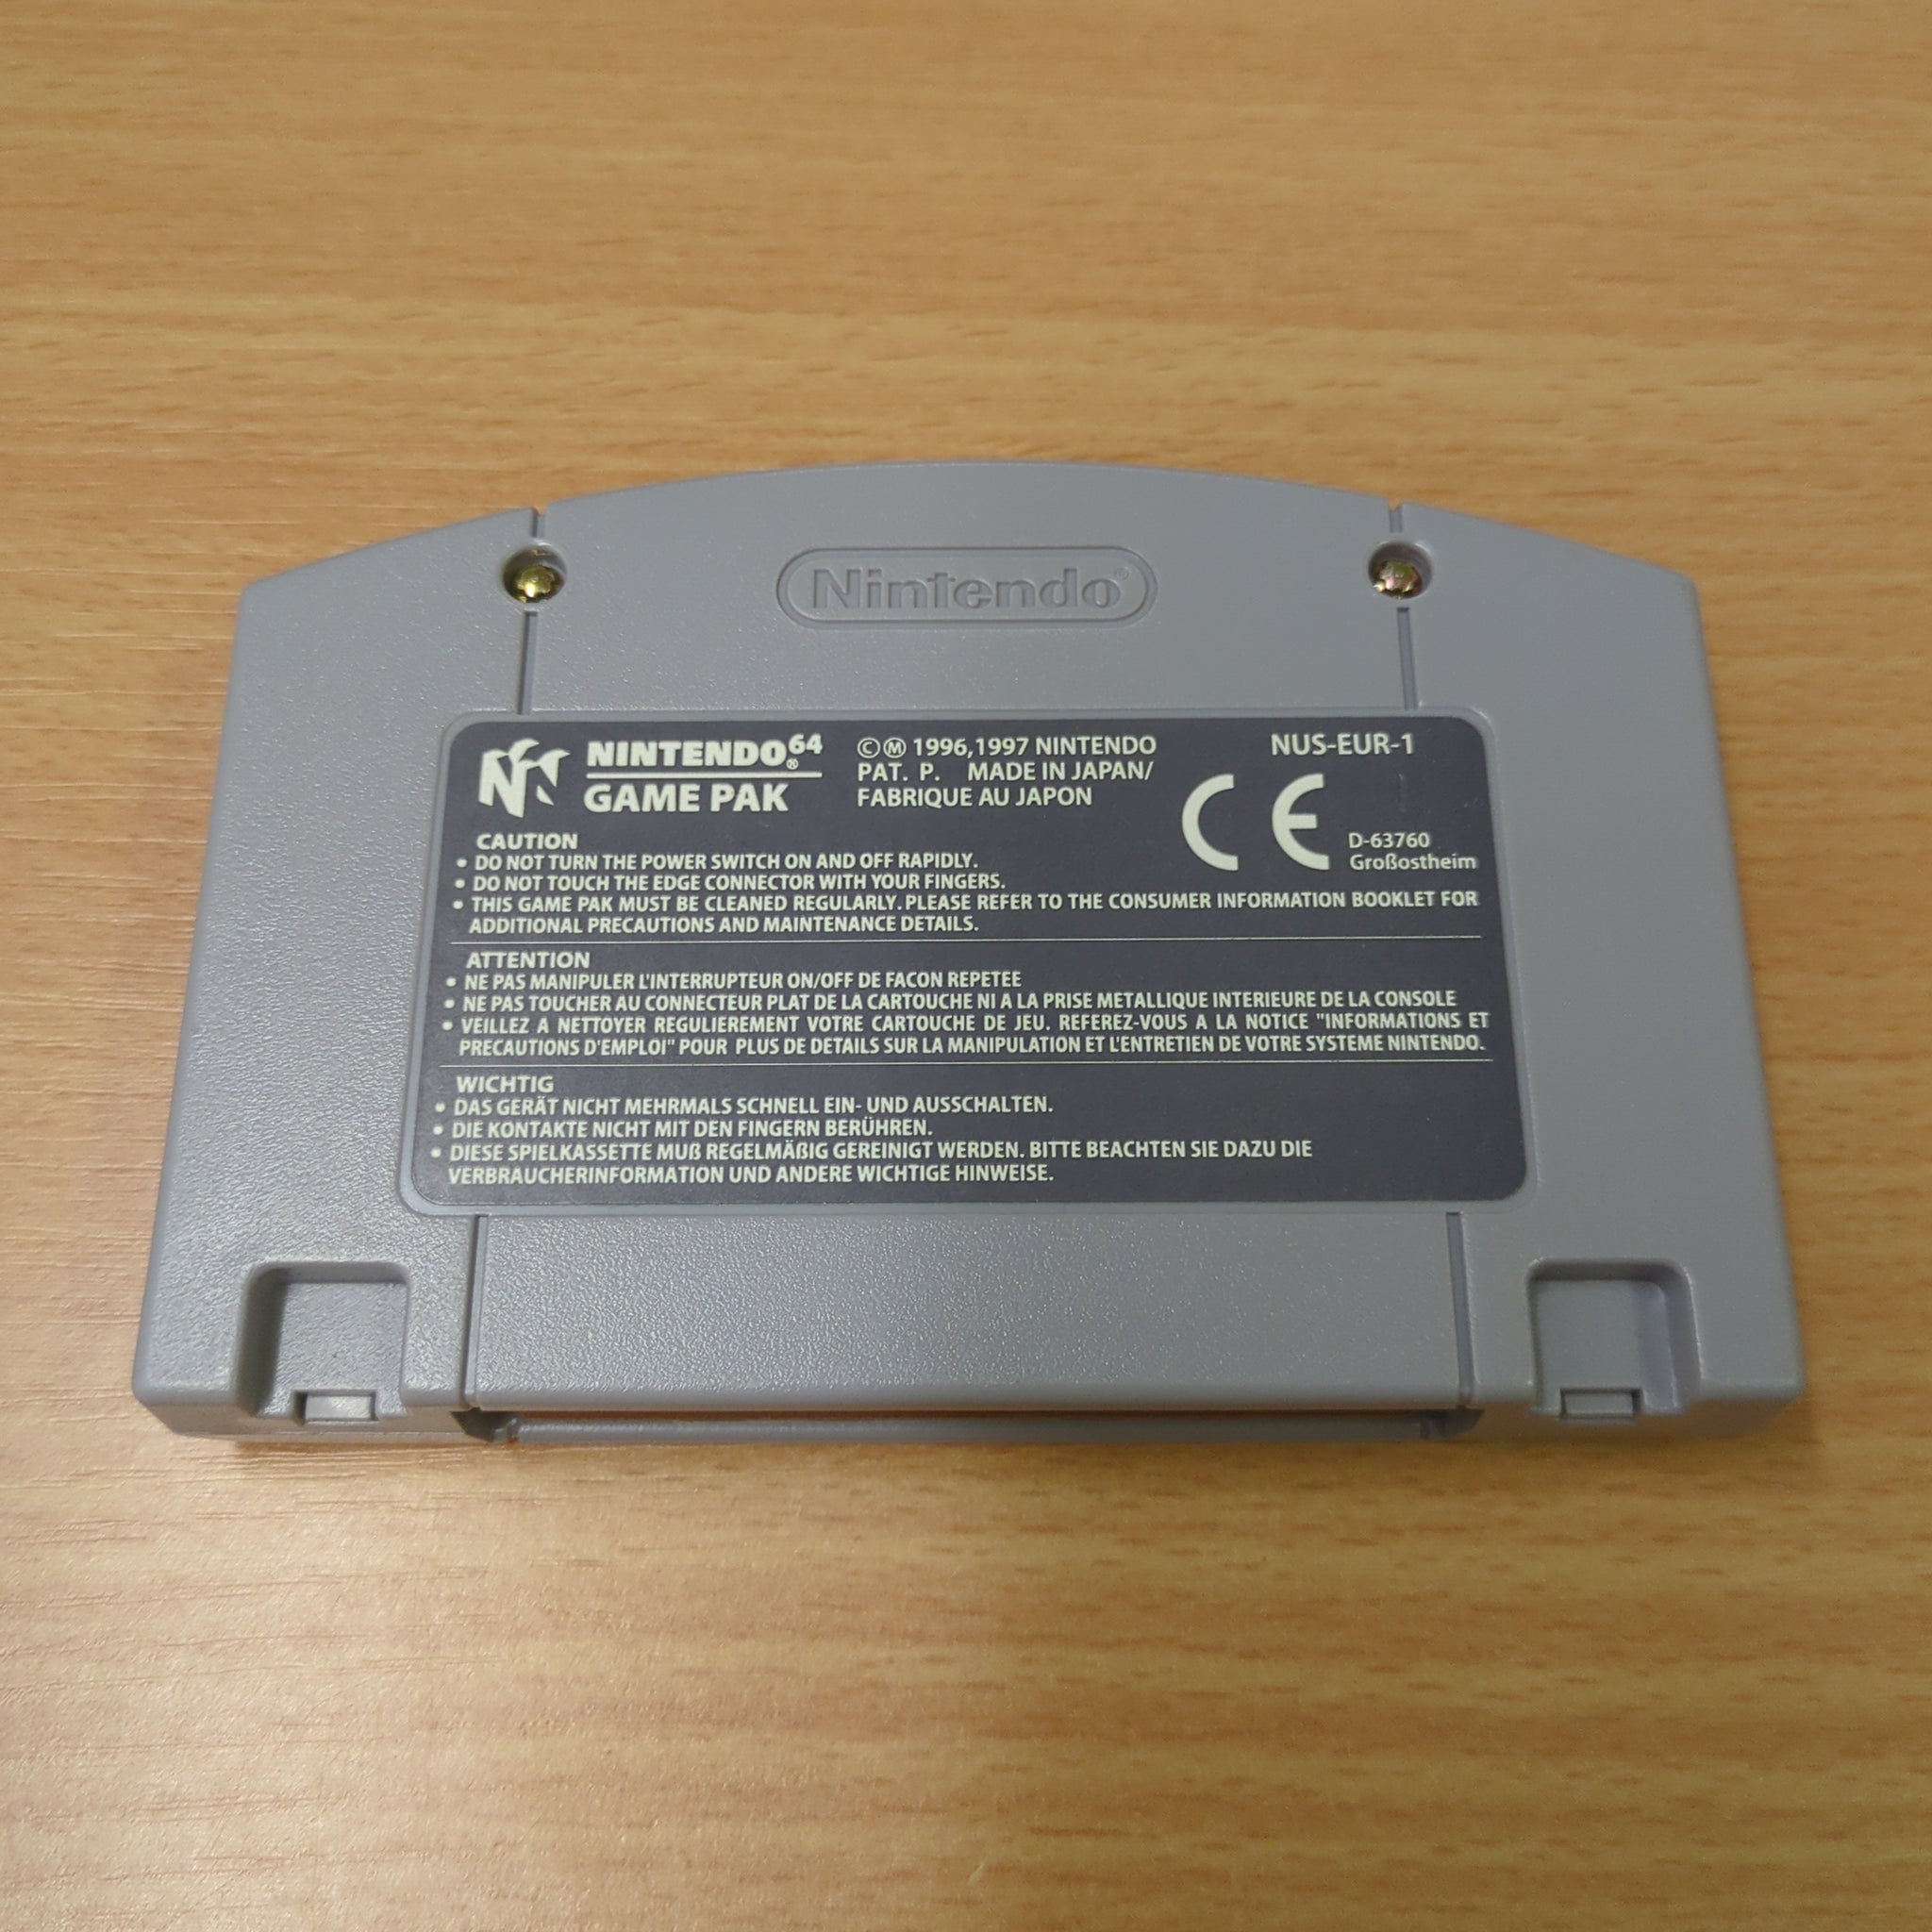 Nintendo®
NINTENDO64®
GAME PAK
©Ⓜ 1996,1997 NINTENDO
PAT. P. MADE IN JAPAN/
FABRIQUE AU JAPON
NUS-EUR-1
CE
D-63760
Großostheim
CAUTION
• DO NOT TURN THE POWER SWITCH ON AND OFF RAPIDLY.
• DO NOT TOUCH THE EDGE CONNECTOR WITH YOUR FINGERS.
• THIS GAME PAK MUST BE CLEANED REGULARLY. PLEASE REFER TO THE CONSUMER INFORMATION BOOKLET FOR
ADDITIONAL PRECAUTIONS AND MAINTENANCE DETAILS.
ATTENTION
• NE PAS MANIPULER L'INTERRUPTEUR ON/OFF DE FACON REPETEE
• NE PAS TOUCHER AU CONNECTEUR PLAT DE LA CARTOUCHE NI A LA PRISE METALLIQUE INTERIEURE DE LA CONSOLE
• VEILLEZ A NETTOYER REGULIEREMENT VOTRE CARTOUCHE DE JEU. REFEREZ-VOUS A LA NOTICE "INFORMATIONS ET
PRECAUTIONS D'EMPLOI" POUR PLUS DE DETAILS SUR LA MANIPULATION ET L'ENTRETIEN DE VOTRE SYSTEME NINTENDO.
WICHTIG
• DAS GERÄT NICHT MEHRMALS SCHNELL EIN- UND AUSSCHALTEN.
• DIE KONTAKTE NICHT MIT DEN FINGERN BERÜHREN.
• DIESE SPIELKASSETTE MUß REGELMÄßIG GEREINIGT WERDEN. BITTE BEACHTEN SIE DAZU DIE
VERBRAUCHERINFORMATION UND ANDERE WICHTIGE HINWEISE.